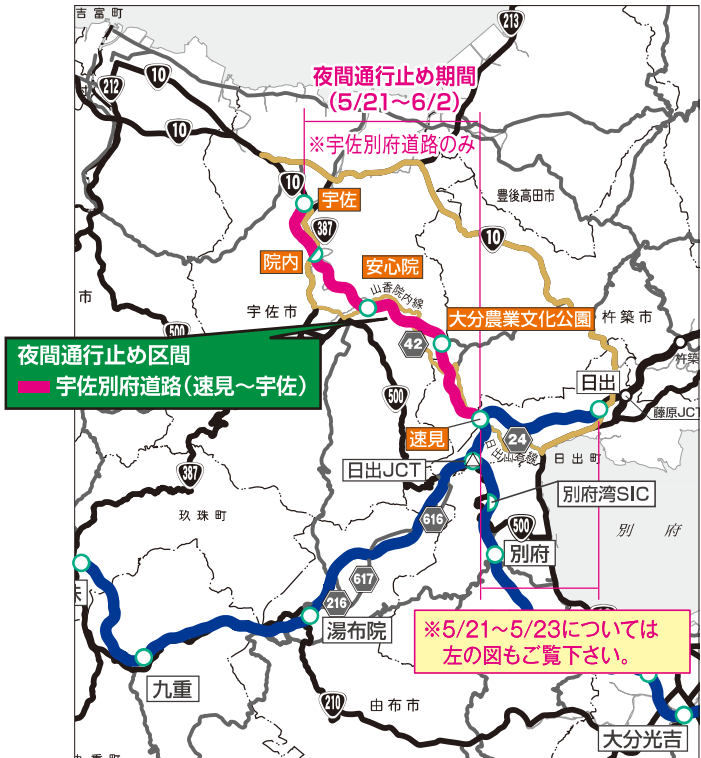 吉富町
213
10
212
夜間通行止め期間
(5/21〜6/2)
※宇佐別府道路のみ
10
10
宇佐
豊後高田市
387
10
院内
安心院
山香院内線
市
宇佐市
大分農業文化公園
杵築市
500
42
夜間通行止め区間
宇佐別府道路(速見〜宇佐)
杵築
日出
500
藤原JCT
速見
24
日出山香線
日出町
日出JCT
387
別府湾SIC
玖珠町
616
500
別府
別府
617
216
湯布院
※5/21〜5/23については
左の図もご覧下さい。
九重
210
由布市
大分光吉